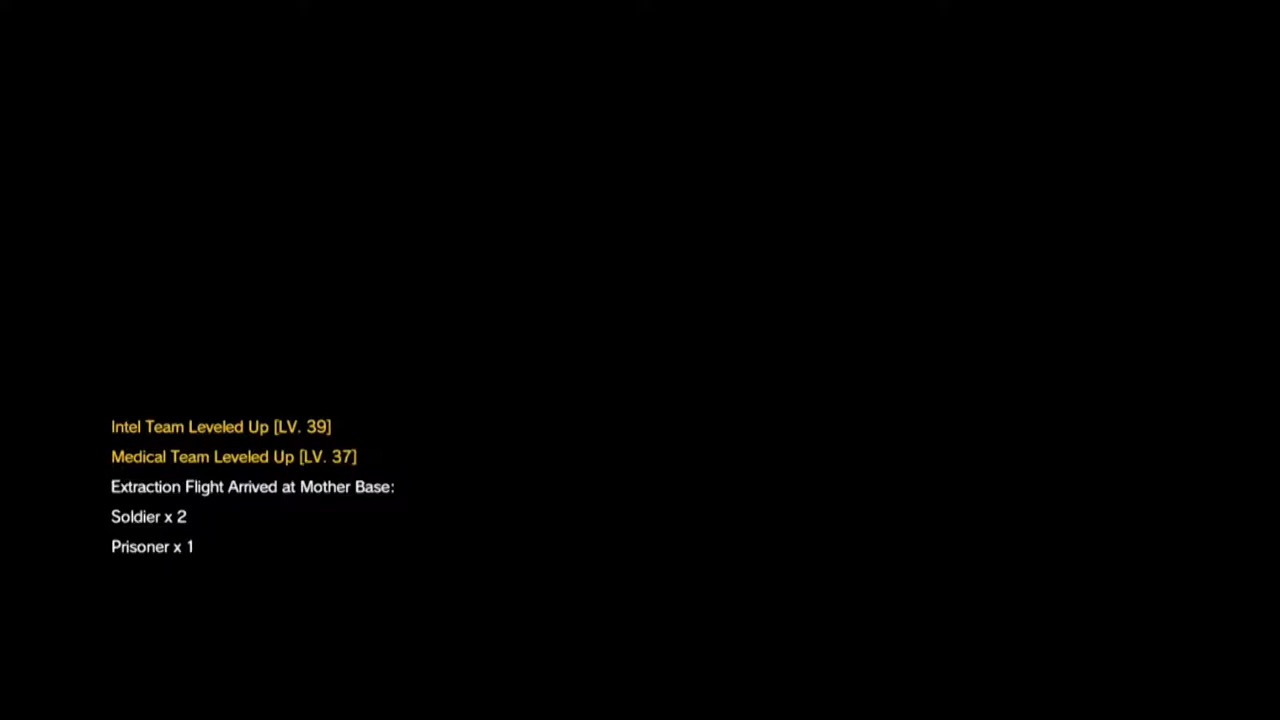 Intel Team Leveled Up [LV. 39]
Medical Team Leveled Up [LV. 37]
Extraction Flight Arrived at Mother Base:
Soldier x 2
Prisoner x 1